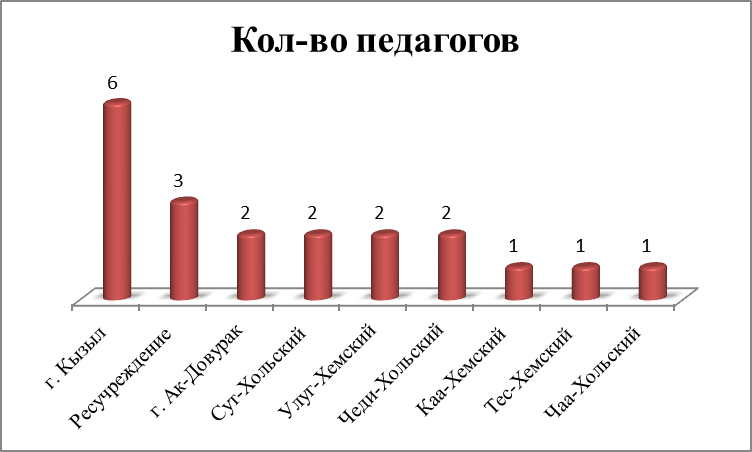 Кол-во педагогов
6
3
2
2
2
2
1
1
1
г. Кызыл
Ресучреждение
г. Ак-Довурак
Сут-Хольский
Улуг-Хемский
Чеди-Хольский
Каа-Хемский
Тес-Хемский
Чаа-Хольский